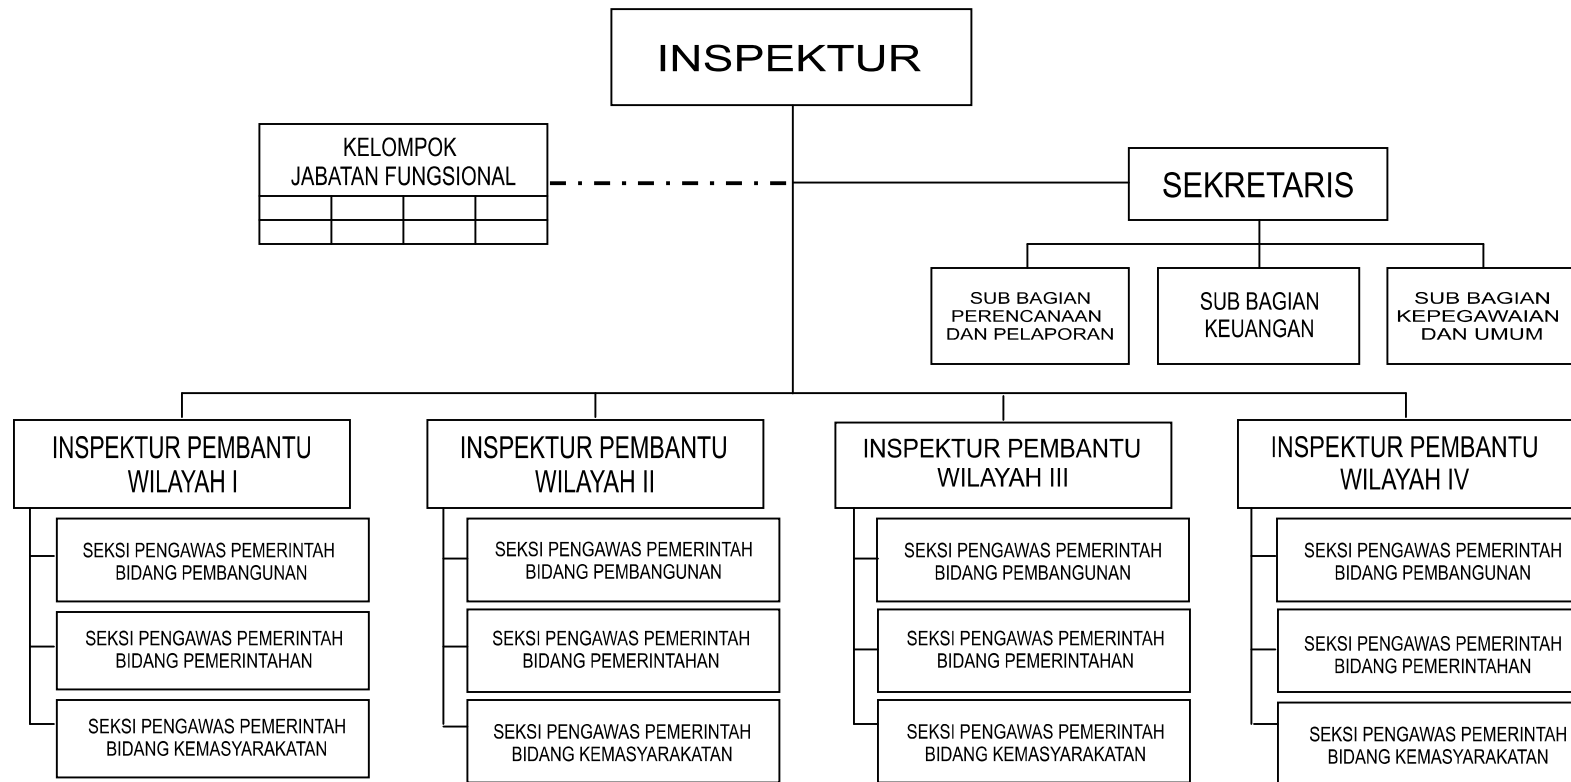 INSPEKTUR
KELOMPOK
JABATAN FUNGSIONAL
SEKRETARIS
SUB BAGIAN
PERENCANAAN
DAN PELAPORAN
SUB BAGIAN
KEUANGAN
SUB BAGIAN
KEPEGAWAIAN
DAN UMUM
INSPEKTUR PEMBANTU
WILAYAH I
INSPEKTUR PEMBANTU
WILAYAH II
INSPEKTUR PEMBANTU
WILAYAH III
INSPEKTUR PEMBANTU
WILAYAH IV
SEKSI PENGAWAS PEMERINTAH
BIDANG PEMBANGUNAN
SEKSI PENGAWAS PEMERINTAH
BIDANG PEMBANGUNAN
SEKSI PENGAWAS PEMERINTAH
BIDANG PEMBANGUNAN
SEKSI PENGAWAS PEMERINTAH
BIDANG PEMBANGUNAN
SEKSI PENGAWAS PEMERINTAH
BIDANG PEMERINTAHAN
SEKSI PENGAWAS PEMERINTAH
BIDANG PEMERINTAHAN
SEKSI PENGAWAS PEMERINTAH
BIDANG PEMERINTAHAN
SEKSI PENGAWAS PEMERINTAH
BIDANG PEMERINTAHAN
SEKSI PENGAWAS PEMERINTAH
BIDANG KEMASYARAKATAN
SEKSI PENGAWAS PEMERINTAH
BIDANG KEMASYARAKATAN
SEKSI PENGAWAS PEMERINTAH
BIDANG KEMASYARAKATAN
SEKSI PENGAWAS PEMERINTAH
BIDANG KEMASYARAKATAN